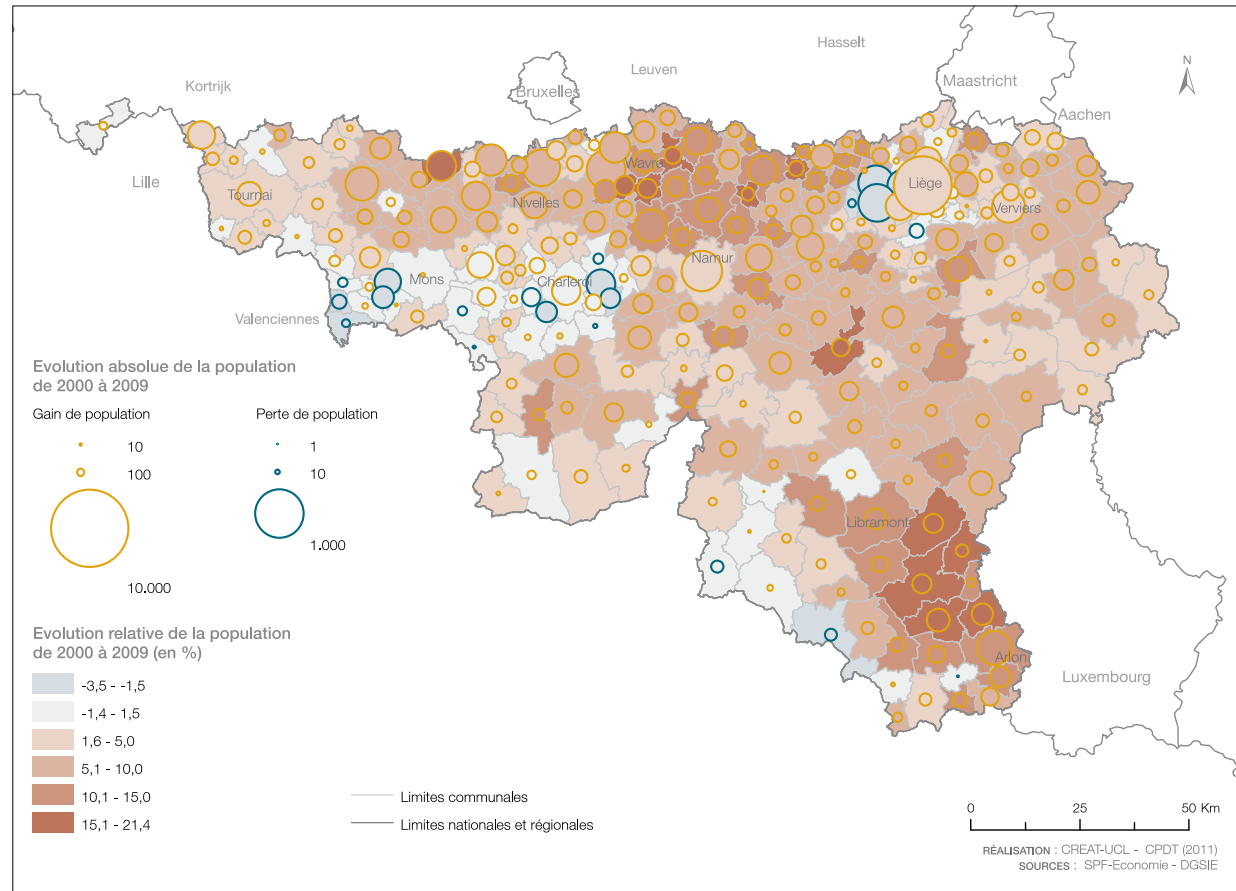 Hasselt
N
Leuven
Maastricht
Kortrijk
Bruxelles
Aachen
Wavre
Lille
Liège
Tournai
Nivelles
Verviers
Namur
Mons
Charleroi
Valenciennes
Libramont
Arlon
Luxembourg
Evolution absolue de la population
de 2000 à 2009
Gain de population
Perte de population
10
1
100
10
1.000
10.000
Evolution relative de la population
de 2000 à 2009 (en %)
-3,5 - -1,5
-1,4 - 1,5
1,6 - 5,0
5,1 - 10,0
10,1 - 15,0
15,1 - 21,4
Limites communales
Limites nationales et régionales
0 25 50 Km
RÉALISATION : CREAT-UCL - CPDT (2011)
SOURCES : SPF-Economie - DGSIE